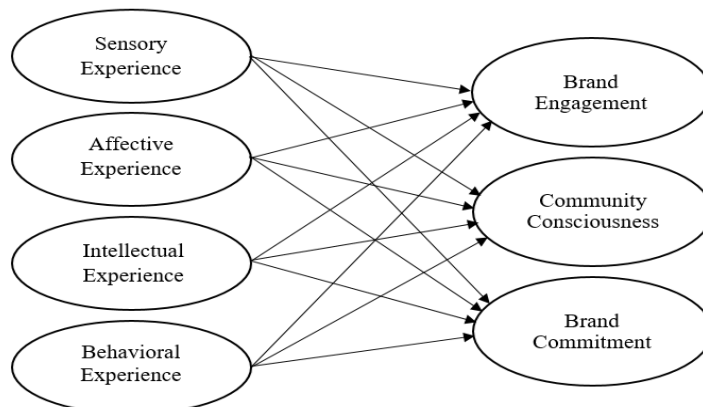 Sensory
Experience
Affective
Experience
Intellectual
Experience
Behavioral
Experience
Brand
Engagement
Community
Consciousness
Brand
Commitment